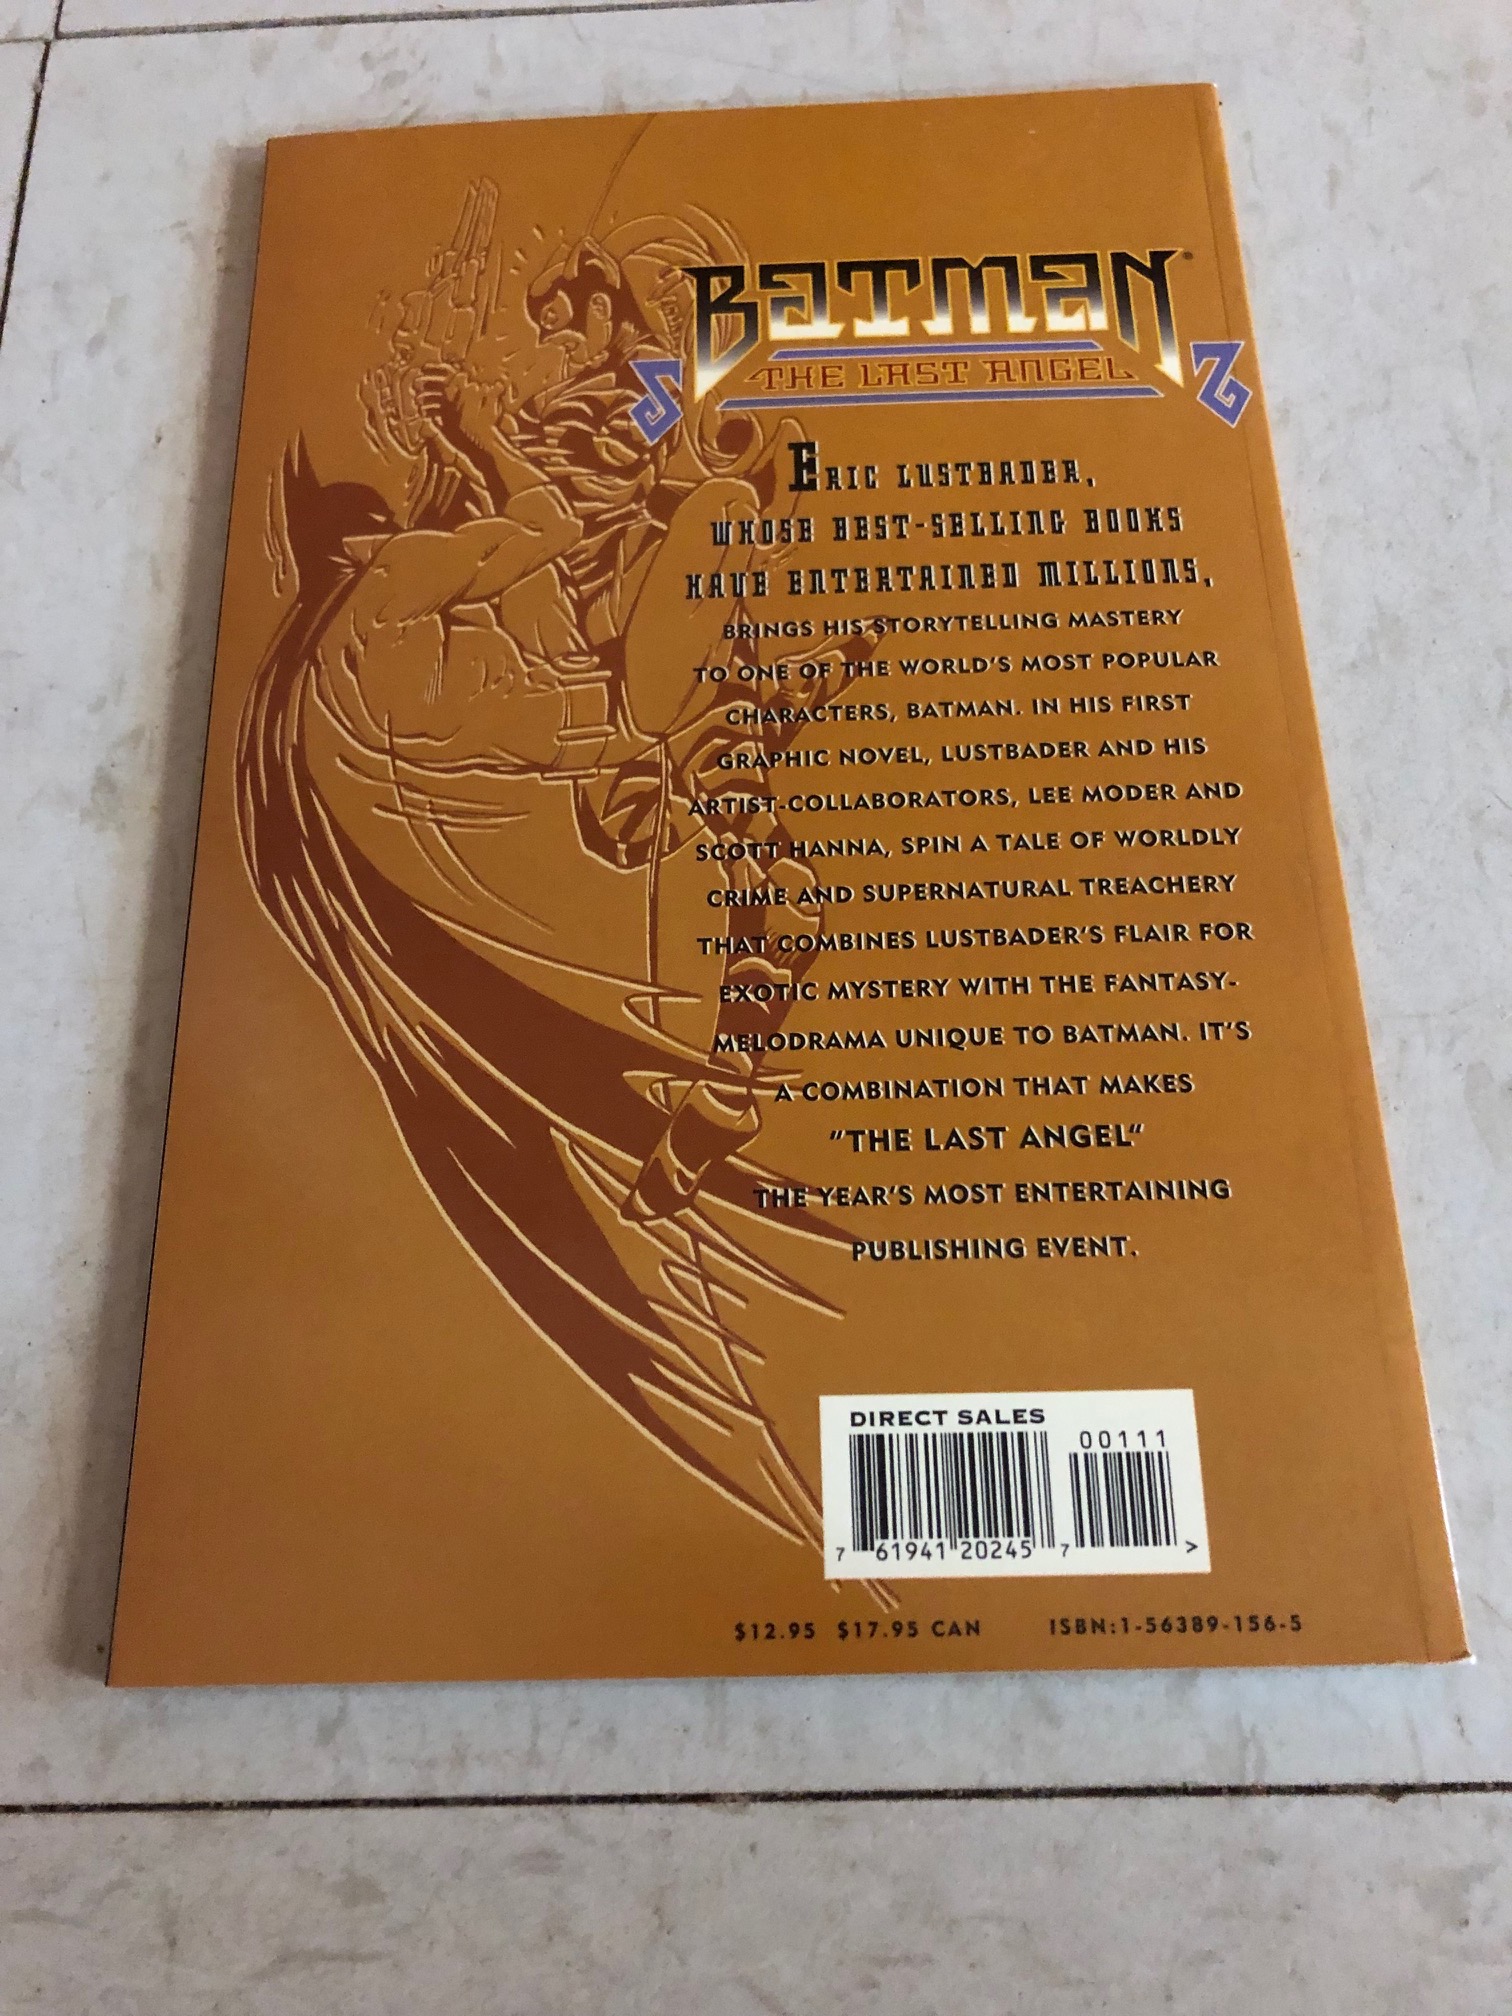 BATMAN®
THE LAST ANGEL
ERIC LUSTBADER,
WHOSE BEST-SELLING BOOKS
HAVE ENTERTAINED MILLIONS,
BRINGS HIS STORYTELLING MASTERY
TO ONE OF THE WORLD'S MOST POPULAR
CHARACTERS, BATMAN. IN HIS FIRST
GRAPHIC NOVEL, LUSTBADER AND HIS
ARTIST-COLLABORATORS, LEE MODER AND
SCOTT HANNA, SPIN A TALE OF WORLDLY
CRIME AND SUPERNATURAL TREACHERY
THAT COMBINES LUSTBADER'S FLAIR FOR
EXOTIC MYSTERY WITH THE FANTASY-
MELODRAMA UNIQUE TO BATMAN. IT'S
A COMBINATION THAT MAKES
"THE LAST ANGEL"
THE YEAR'S MOST ENTERTAINING
PUBLISHING EVENT.
DIRECT SALES
00111
7 61941 20245 7 >
$12.95 $17.95 CAN ISBN:1-56389-156-5